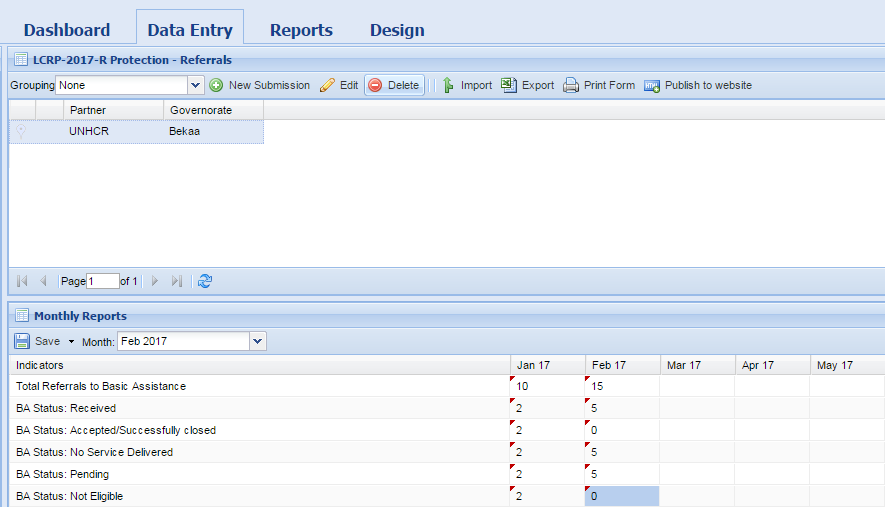 Dashboard Data Entry Reports Design
LCRP-2017-R Protection - Referrals
Grouping None New Submission Edit Delete Import Export Print Form Publish to website
Partner Governorate
UNHCR Bekaa
Page 1 of 1
Monthly Reports
Save Month: Feb 2017
Indicators Jan 17 Feb 17 Mar 17 Apr 17 May 17
Total Referrals to Basic Assistance 10 15
BA Status: Received 2 5
BA Status: Accepted/Successfully closed 2 0
BA Status: No Service Delivered 2 5
BA Status: Pending 2 5
BA Status: Not Eligible 2 0